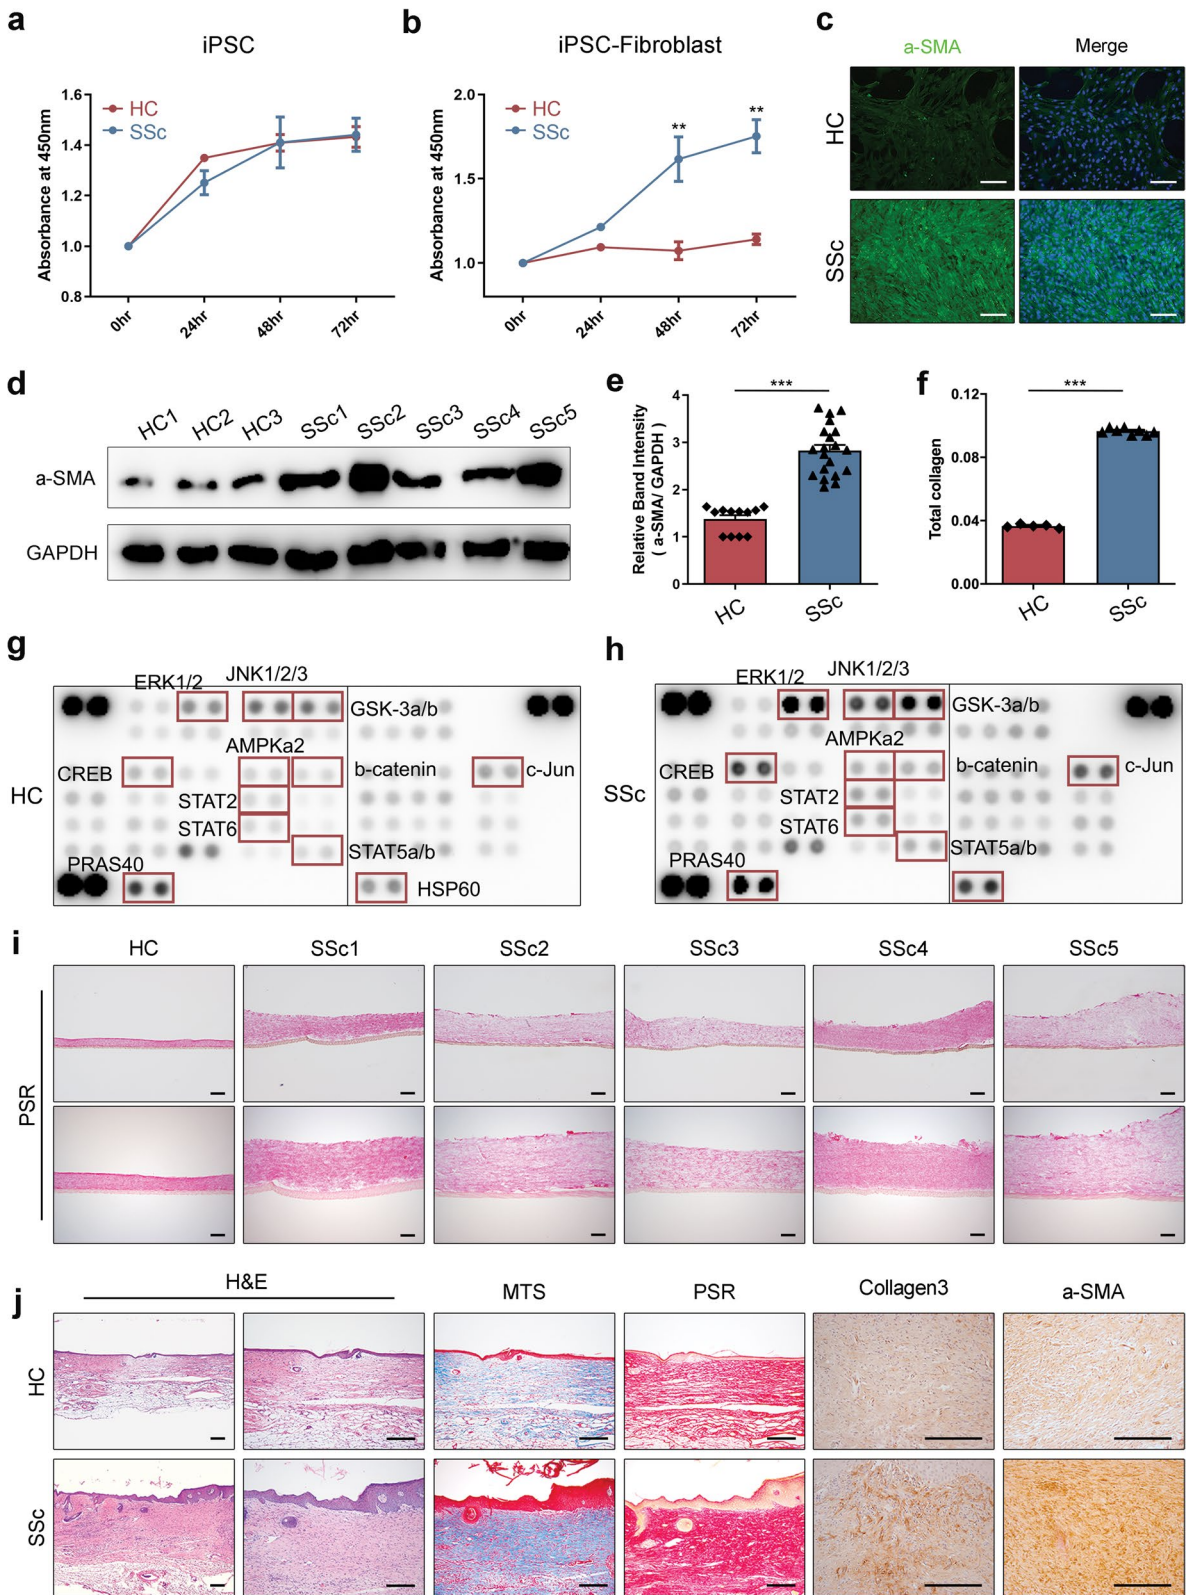 a
iPSC
Absorbance at 450nm
1.6
1.4
1.2
1.0
0.8
HC
SSc
0hr
24hr
48hr
72hr
b
iPSC-Fibroblast
Absorbance at 450nm
2.0
1.5
1.0
HC
SSc
**
**
0hr
24hr
48hr
72hr
c
a-SMA
Merge
HC
SSc
d
HC1
HC2
HC3
SSc1
SSc2
SSc3
SSc4
SSc5
a-SMA
GAPDH
e
Relative Band Intensity
( a-SMA/ GAPDH )
4
3
2
1
0
***
HC
SSc
f
Total collagen
0.12
0.08
0.04
0.00
***
HC
SSc
g
HC
ERK1/2
JNK1/2/3
GSK-3a/b
AMPKa2
CREB
b-catenin
c-Jun
STAT2
STAT6
STAT5a/b
PRAS40
HSP60
h
SSc
ERK1/2
JNK1/2/3
GSK-3a/b
AMPKa2
CREB
b-catenin
c-Jun
STAT2
STAT6
STAT5a/b
PRAS40
i
HC
SSc1
SSc2
SSc3
SSc4
SSc5
PSR
j
H&E
MTS
PSR
Collagen3
a-SMA
HC
SSc